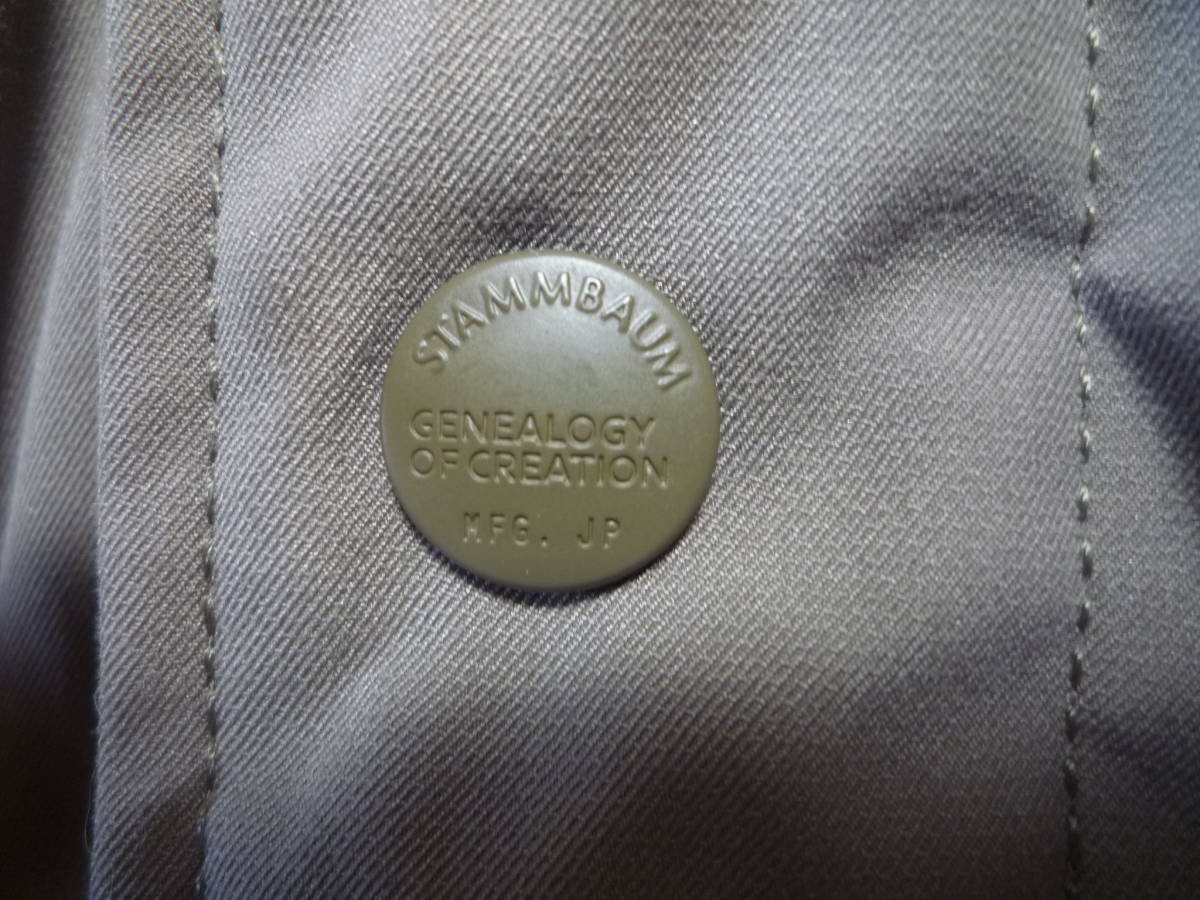 STAMMBAUM
GENEALOGY
OF CREATION
MFG. JP